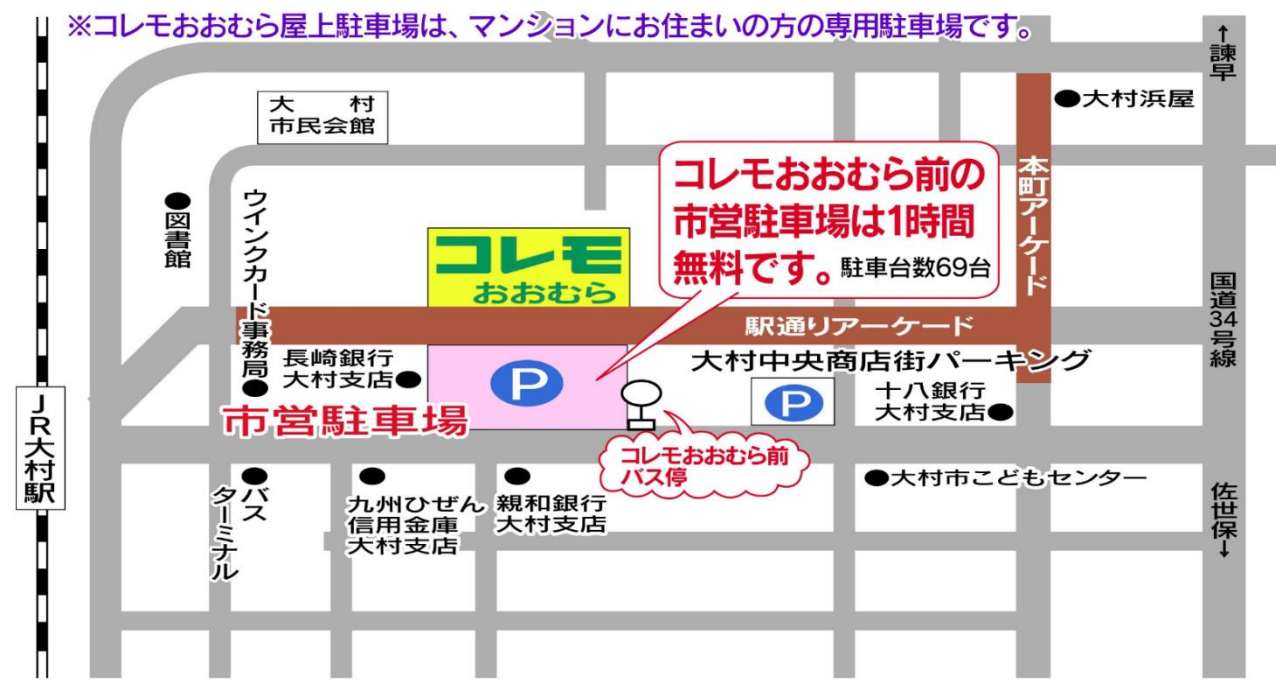 ※コレモおおむら屋上駐車場は、マンションにお住まいの方の専用駐車場です。
↑諫早
大村
市民会館
●大村浜屋
コレモおおむら前の
市営駐車場は1時間
無料です。駐車台数69台
本町アーケード
●図書館
ウインクカード事務局●
コレモ
おおむら
国道34号線
駅通りアーケード
長崎銀行
大村支店●
P
大村中央商店街パーキング
P
十八銀行
大村支店●
JR大村駅
市営駐車場
コレモおおむら前
バス停
●バス
ターミナル
●
九州ひぜん
信用金庫
大村支店
●
親和銀行
大村支店
●大村市こどもセンター
佐世保↓